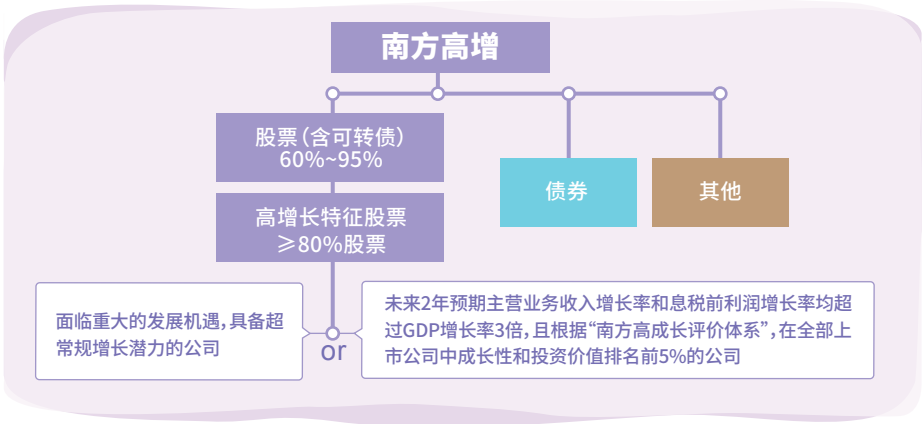 南方高增
股票(含可转债)
60%~95%
债券
其他
高增长特征股票
≥80%股票
面临重大的发展机遇,具备超
常规增长潜力的公司
or
未来2年预期主营业务收入增长率和息税前利润增长率均超
过GDP增长率3倍,且根据“南方高成长评价体系”,在全部上
市公司中成长性和投资价值排名前5%的公司